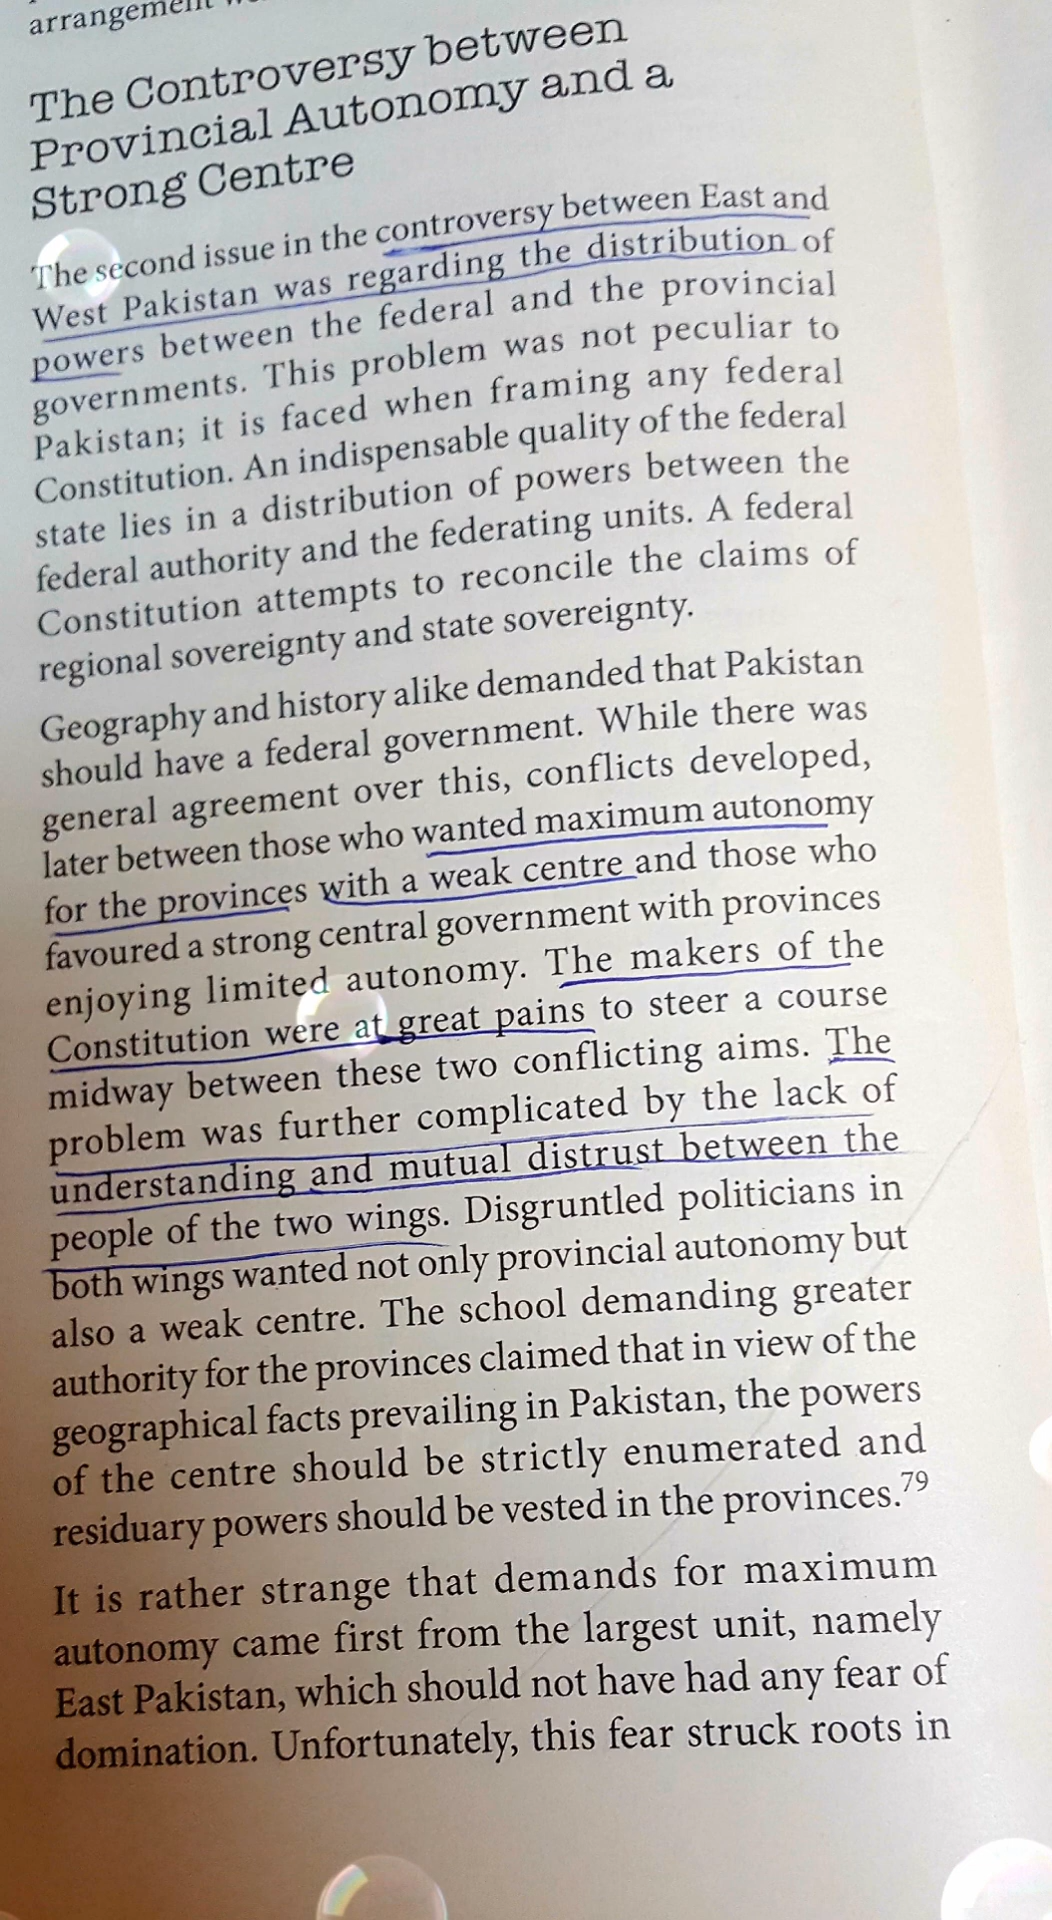 arrangement
The Controversy between
Provincial Autonomy and a
Strong Centre
The second issue in the controversy between East and
West Pakistan was regarding the distribution of
powers between the federal and the provincial
governments. This problem was not peculiar to
Pakistan; it is faced when framing any federal
Constitution. An indispensable quality of the federal
state lies in a distribution of powers between the
federal authority and the federating units. A federal
Constitution attempts to reconcile the claims of
regional sovereignty and state sovereignty.
Geography and history alike demanded that Pakistan
should have a federal government. While there was
general agreement over this, conflicts developed,
later between those who wanted maximum autonomy
for the provinces with a weak centre and those who
favoured a strong central government with provinces
enjoying limited autonomy. The makers of the
Constitution were at great pains to steer a course
midway between these two conflicting aims. The
problem was further complicated by the lack of
understanding and mutual distrust between the
people of the two wings. Disgruntled politicians in
both wings wanted not only provincial autonomy but
also a weak centre. The school demanding greater
authority for the provinces claimed that in view of the
geographical facts prevailing in Pakistan, the powers
of the centre should be strictly enumerated and
residuary powers should be vested in the provinces.79
It is rather strange that demands for maximum
autonomy came first from the largest unit, namely
East Pakistan, which should not have had any fear of
domination. Unfortunately, this fear struck roots in